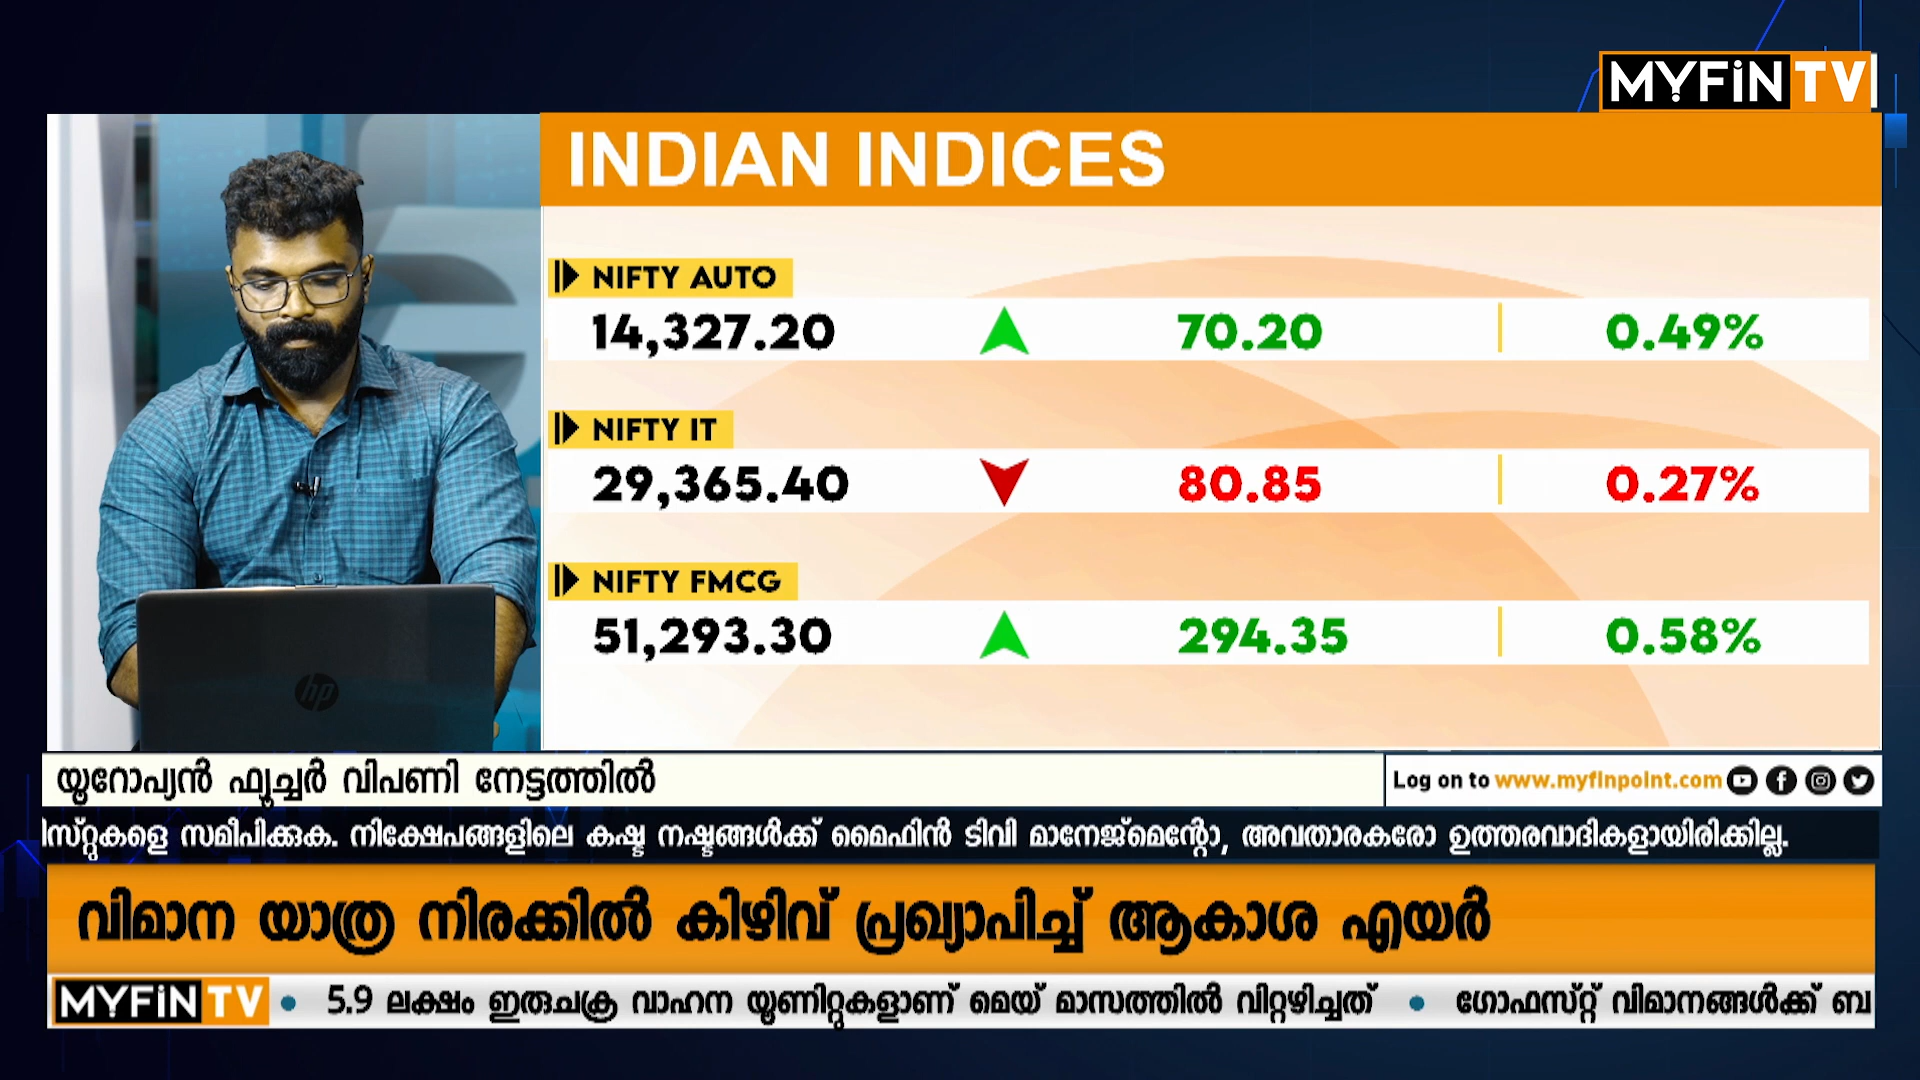 MYFIN TV
INDIAN INDICES
NIFTY AUTO
14,327.20 70.20 0.49%
NIFTY IT
29,365.40 80.85 0.27%
NIFTY FMCG
51,293.30 294.35 0.58%
hp
യൂറോപ്യൻ ഫ്യൂച്ചർ വിപണി നേട്ടത്തിൽ
Log on to www.myfinpoint.com
ിസ്റ്റുകളെ സമീപിക്കുക. നിക്ഷേപങ്ങളിലെ കഷ്ട നഷ്ടങ്ങൾക്ക് മൈഫിൻ ടിവി മാനേജ്മെന്റോ, അവതാരകരോ ഉത്തരവാദികളായിരിക്കില്ല.
വിമാന യാത്ര നിരക്കിൽ കിഴിവ് പ്രഖ്യാപിച്ച് ആകാശ എയർ
MYFIN TV • 5.9 ലക്ഷം ഇരുചക്ര വാഹന യൂണിറ്റുകളാണ് മെയ് മാസത്തിൽ വിറ്റഴിച്ചത് • ഗോഫസ്റ്റ് വിമാനങ്ങൾക്ക് ബ